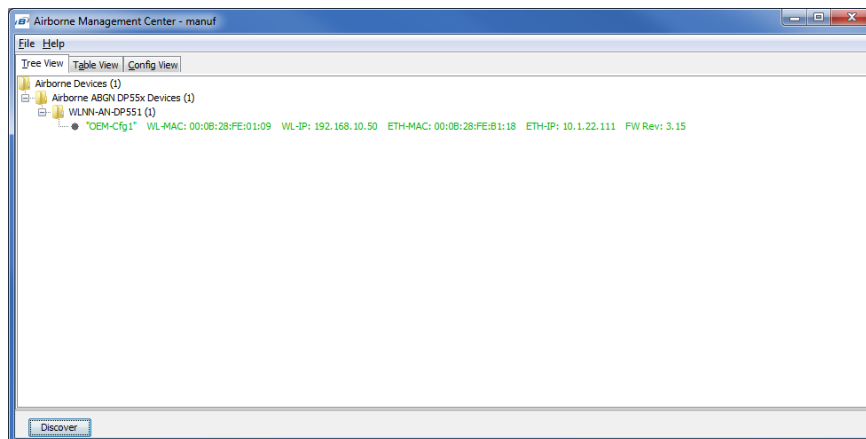 Airborne Management Center - manuf
File Help
Tree View Table View Config View
Airborne Devices (1)
Airborne ABGN DP55x Devices (1)
WLNN-AN-DP551 (1)
"OEM-Cfg1" WL-MAC: 00:0B:28:FE:01:09 WL-IP: 192.168.10.50 ETH-MAC: 00:0B:28:FE:B1:18 ETH-IP: 10.1.22.111 FW Rev: 3.15
Discover